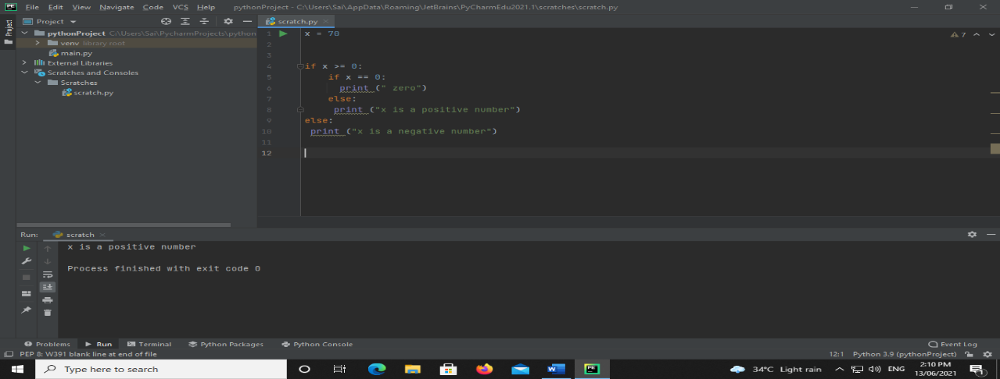 PE File Edit View Navigate Code VCS Help pythonProject - C:\Users\Sai\AppData\Roaming\JetBrains\PyCharmEdu2021.1\scratches\scratch.py
Project
Project
scratch.py
pythonProject C:\Users\Sai\PycharmProjects\python
venv library root
main.py
External Libraries
Scratches and Consoles
Scratches
scratch.py
7
1 x = 70
2
3
4 if x >= 0:
5 if x == 0:
6 print (" zero")
7 else:
8 print ("x is a positive number")
9 else:
10 print ("x is a negative number")
11
12
Run: scratch
x is a positive number
Process finished with exit code 0
Problems Run Terminal Python Packages Python Console Event Log
PEP 8: W391 blank line at end of file 12:1 Python 3.9 (pythonProject)
Type here to search
34°C Light rain ENG 2:10 PM
13/06/2021
1